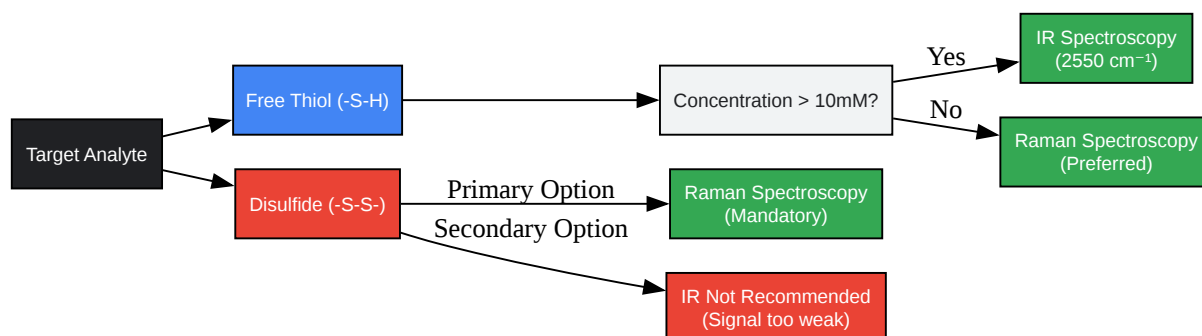 Target Analyte
Free Thiol (-S-H)
Concentration > 10mM?
Yes
IR Spectroscopy
(2550 cm⁻¹)
No
Raman Spectroscopy
(Preferred)
Disulfide (-S-S-)
Primary Option
Raman Spectroscopy
(Mandatory)
Secondary Option
IR Not Recommended
(Signal too weak)